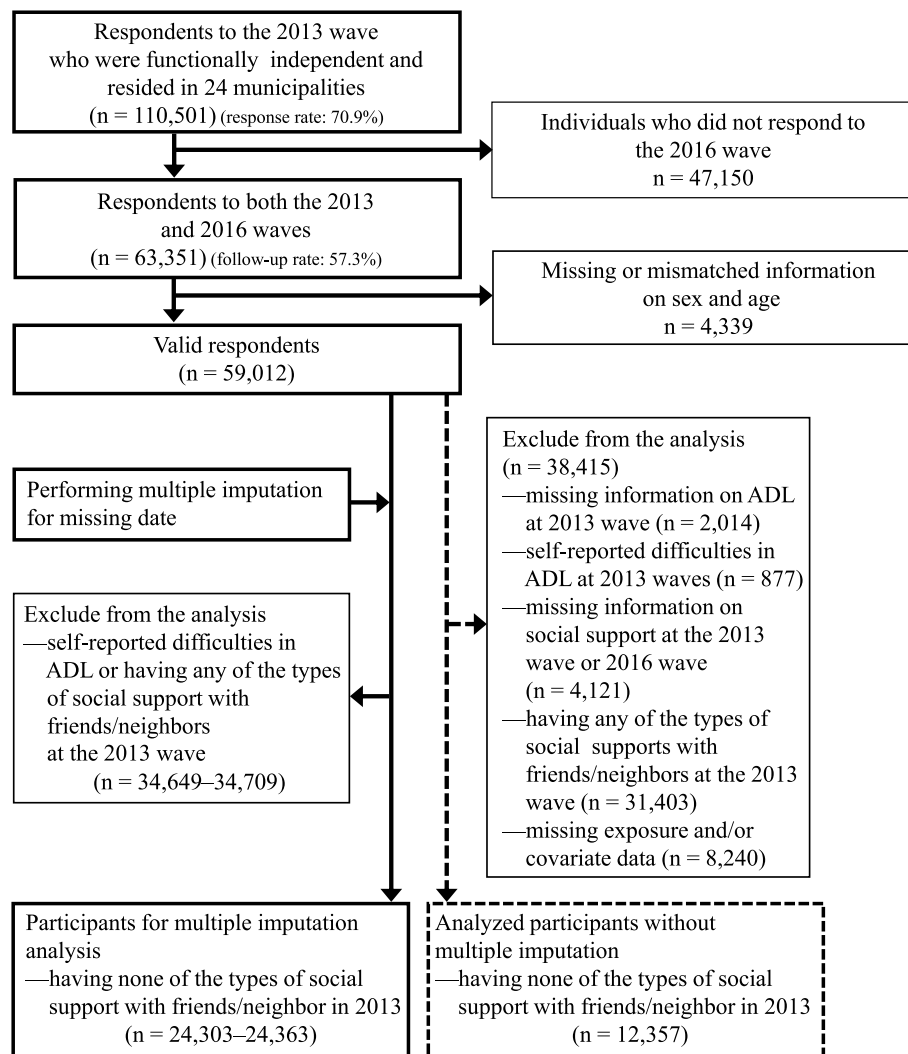 Respondents to the 2013 wave
who were functionally independent and
resided in 24 municipalities
(n = 110,501) (response rate: 70.9%)
Individuals who did not respond to
the 2016 wave
n = 47,150
Respondents to both the 2013
and 2016 waves
(n = 63,351) (follow-up rate: 57.3%)
Missing or mismatched information
on sex and age
n = 4,339
Valid respondents
(n = 59,012)
Exclude from the analysis
(n = 38,415)
—missing information on ADL
at 2013 wave (n = 2,014)
—self-reported difficulties in
ADL at 2013 waves (n = 877)
—missing information on
social support at the 2013
wave or 2016 wave
(n = 4,121)
—having any of the types of
social supports with
friends/neighbors at the 2013
wave (n = 31,403)
—missing exposure and/or
covariate data (n = 8,240)
Performing multiple imputation
for missing date
Exclude from the analysis
—self-reported difficulties in
ADL or having any of the types
of social support with
friends/neighbors
at the 2013 wave
(n = 34,649–34,709)
Participants for multiple imputation
analysis
—having none of the types of social
support with friends/neighbor in 2013
(n = 24,303–24,363)
Analyzed participants without
multiple imputation
—having none of the types of social
support with friends/neighbor in 2013
(n = 12,357)